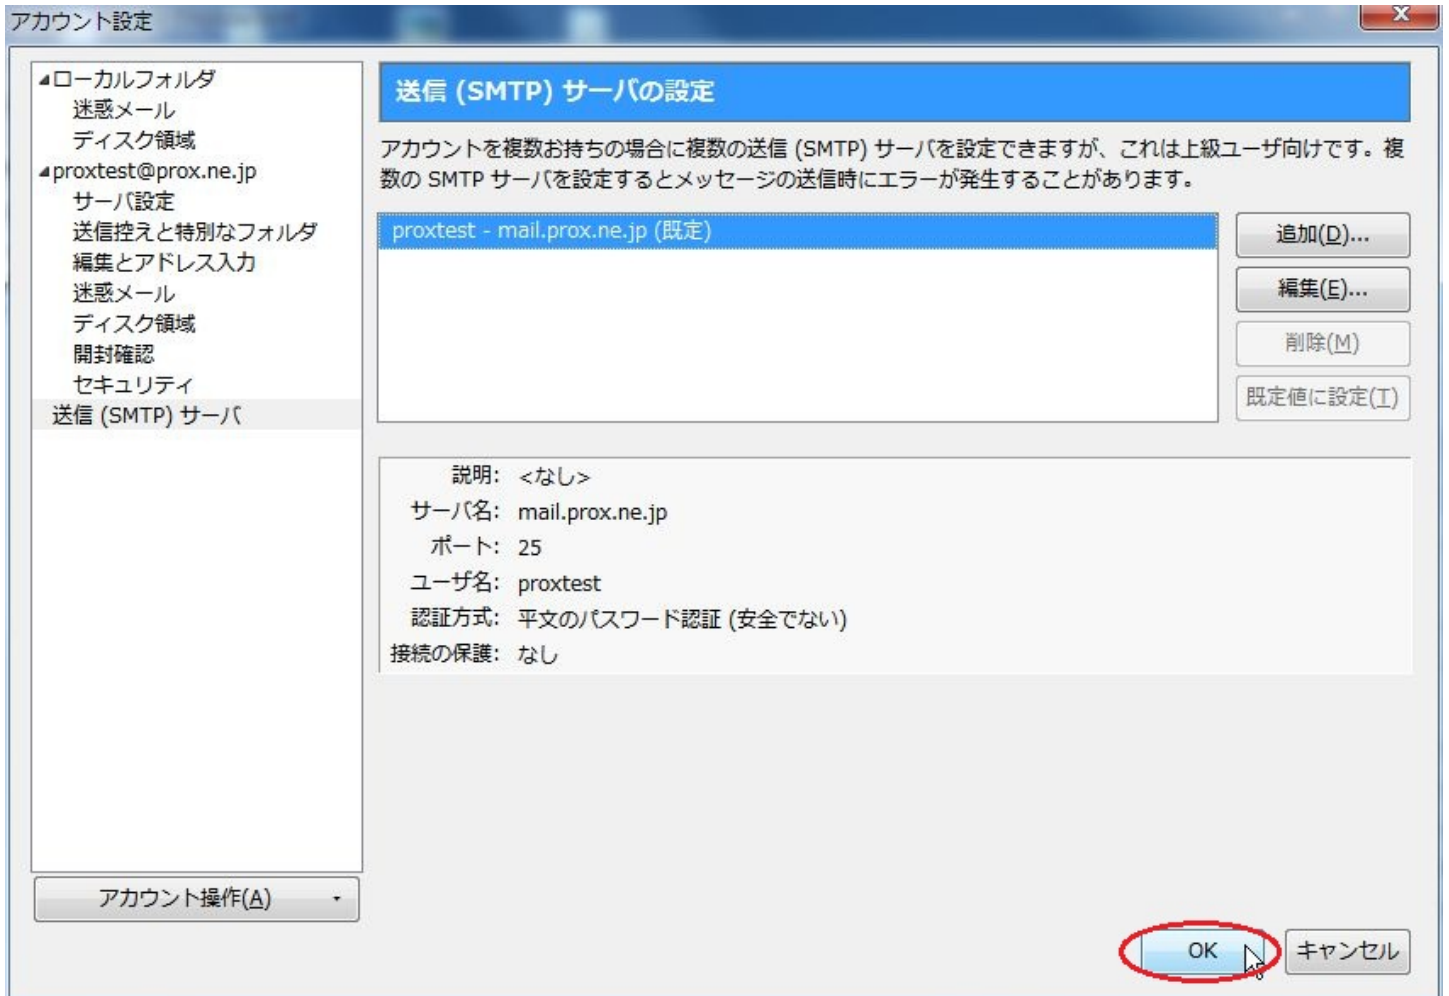 アカウント設定
X
ローカルフォルダ
迷惑メール
ディスク領域
proxtest@prox.ne.jp
サーバ設定
送信控えと特別なフォルダ
編集とアドレス入力
迷惑メール
ディスク領域
開封確認
セキュリティ
送信 (SMTP) サーバ
アカウント操作(A)
送信 (SMTP) サーバの設定
アカウントを複数お持ちの場合に複数の送信 (SMTP) サーバを設定できますが、これは上級ユーザ向けです。複
数の SMTP サーバを設定するとメッセージの送信時にエラーが発生することがあります。
proxtest - mail.prox.ne.jp (既定)
追加(D)...
編集(E)...
削除(M)
既定値に設定(T)
説明: <なし>
サーバ名: mail.prox.ne.jp
ポート: 25
ユーザ名: proxtest
認証方式: 平文のパスワード認証 (安全でない)
接続の保護: なし
OK
キャンセル